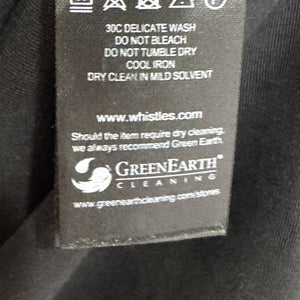 30C DELICATE WASH
DO NOT BLEACH
DO NOT TUMBLE DRY
COOL IRON
DRY CLEAN IN MILD SOLVENT
www.whistles.com
Should the item require dry cleaning,
we always recommend Green Earth.
GREENEARTH®
CLEANING
www.greenearthcleaning.com/stores